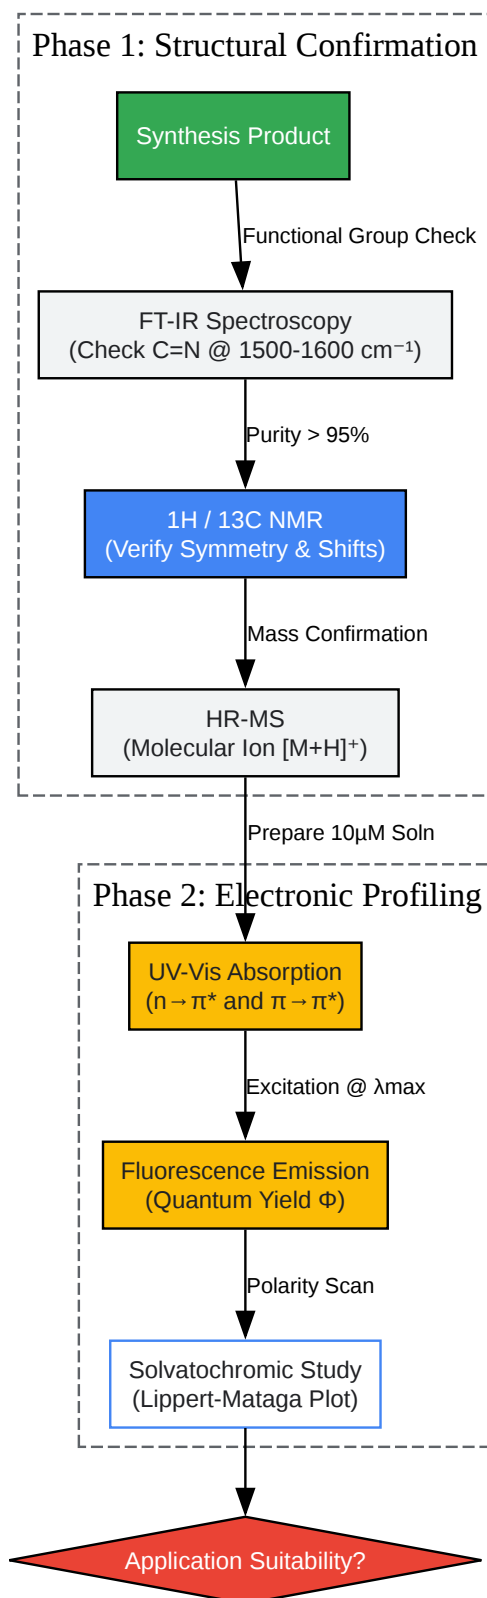 Phase 1: Structural Confirmation
Synthesis Product
Functional Group Check
FT-IR Spectroscopy
(Check C=N @ 1500-1600 cm⁻¹)
Purity > 95%
1H / 13C NMR
(Verify Symmetry & Shifts)
Mass Confirmation
HR-MS
(Molecular Ion [M+H]⁺)
Prepare 10µM Soln
Phase 2: Electronic Profiling
UV-Vis Absorption
(n→π* and π→π*)
Excitation @ λmax
Fluorescence Emission
(Quantum Yield Φ)
Polarity Scan
Solvatochromic Study
(Lippert-Mataga Plot)
Application Suitability?